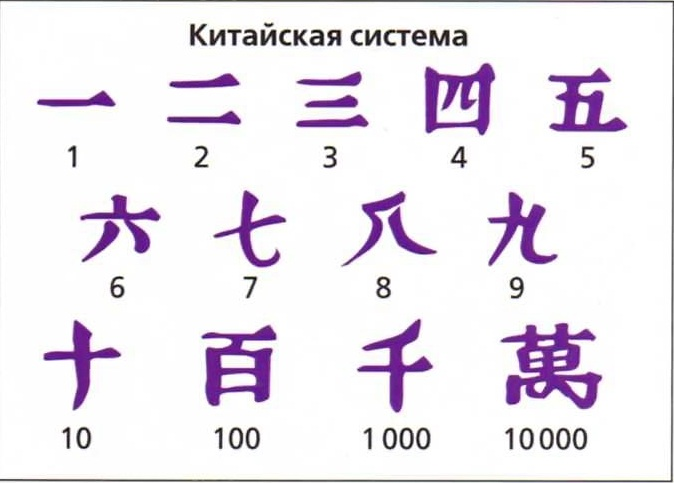 Китайская система
一 二 三 四 五
1 2 3 4 5
六 七 八 九
6 7 8 9
十 百 千 萬
10 100 1 000 10 000